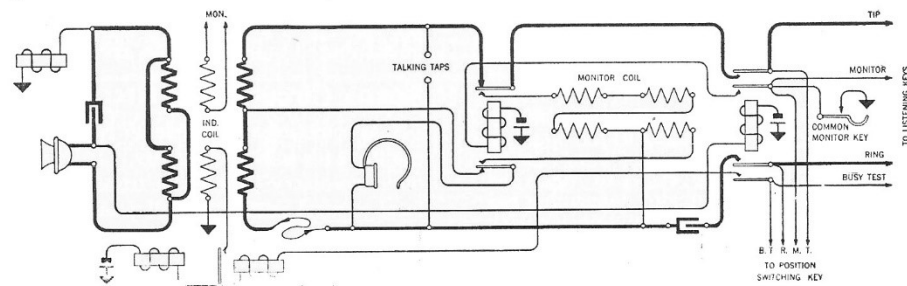 MON.
TIP
TALKING TAPS
MONITOR COIL
MONITOR
IND.
COIL
COMMON
MONITOR KEY
TO LISTENING KEYS
RING
BUSY TEST
B. T. R. M. T.
TO POSITION
SWITCHING KEY